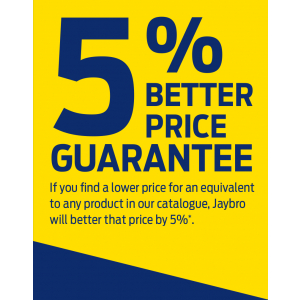 5%
BETTER
PRICE
GUARANTEE
If you find a lower price for an equivalent
to any product in our catalogue, Jaybro
will better that price by 5%*.